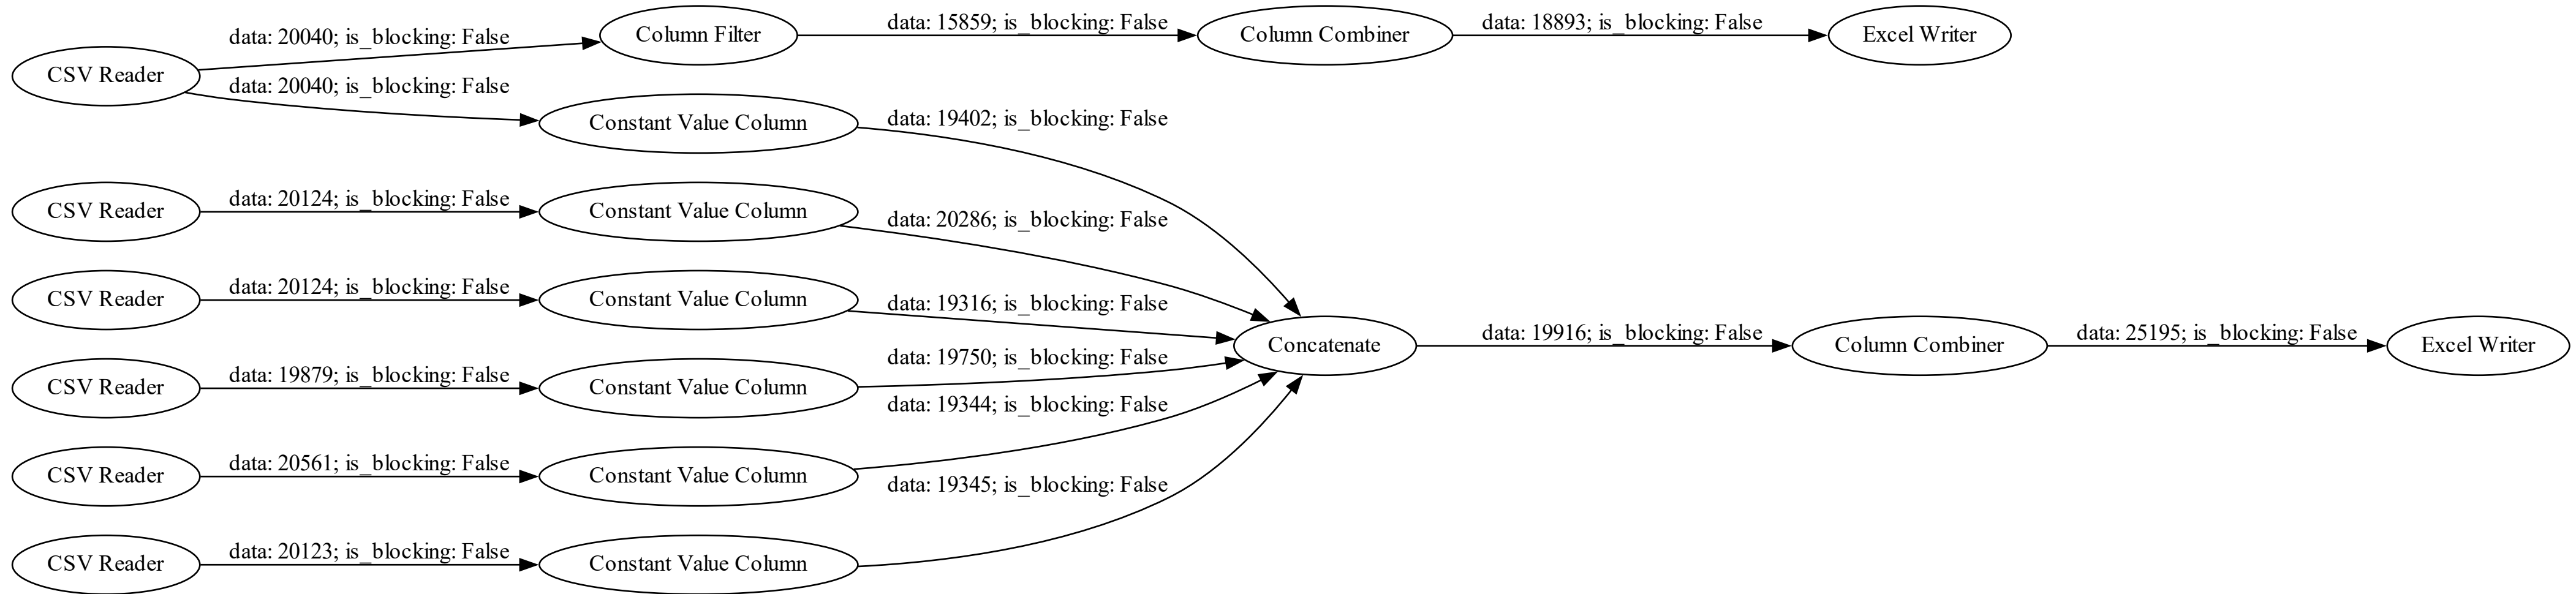 CSV Reader
data: 20040; is_blocking: False
Column Filter
data: 15859; is_blocking: False
Column Combiner
data: 18893; is_blocking: False
Excel Writer
data: 20040; is_blocking: False
Constant Value Column
data: 19402; is_blocking: False
CSV Reader
data: 20124; is_blocking: False
Constant Value Column
data: 20286; is_blocking: False
CSV Reader
data: 20124; is_blocking: False
Constant Value Column
data: 19316; is_blocking: False
Concatenate
data: 19916; is_blocking: False
Column Combiner
data: 25195; is_blocking: False
Excel Writer
CSV Reader
data: 19879; is_blocking: False
Constant Value Column
data: 19750; is_blocking: False
CSV Reader
data: 20561; is_blocking: False
Constant Value Column
data: 19344; is_blocking: False
CSV Reader
data: 20123; is_blocking: False
Constant Value Column
data: 19345; is_blocking: False